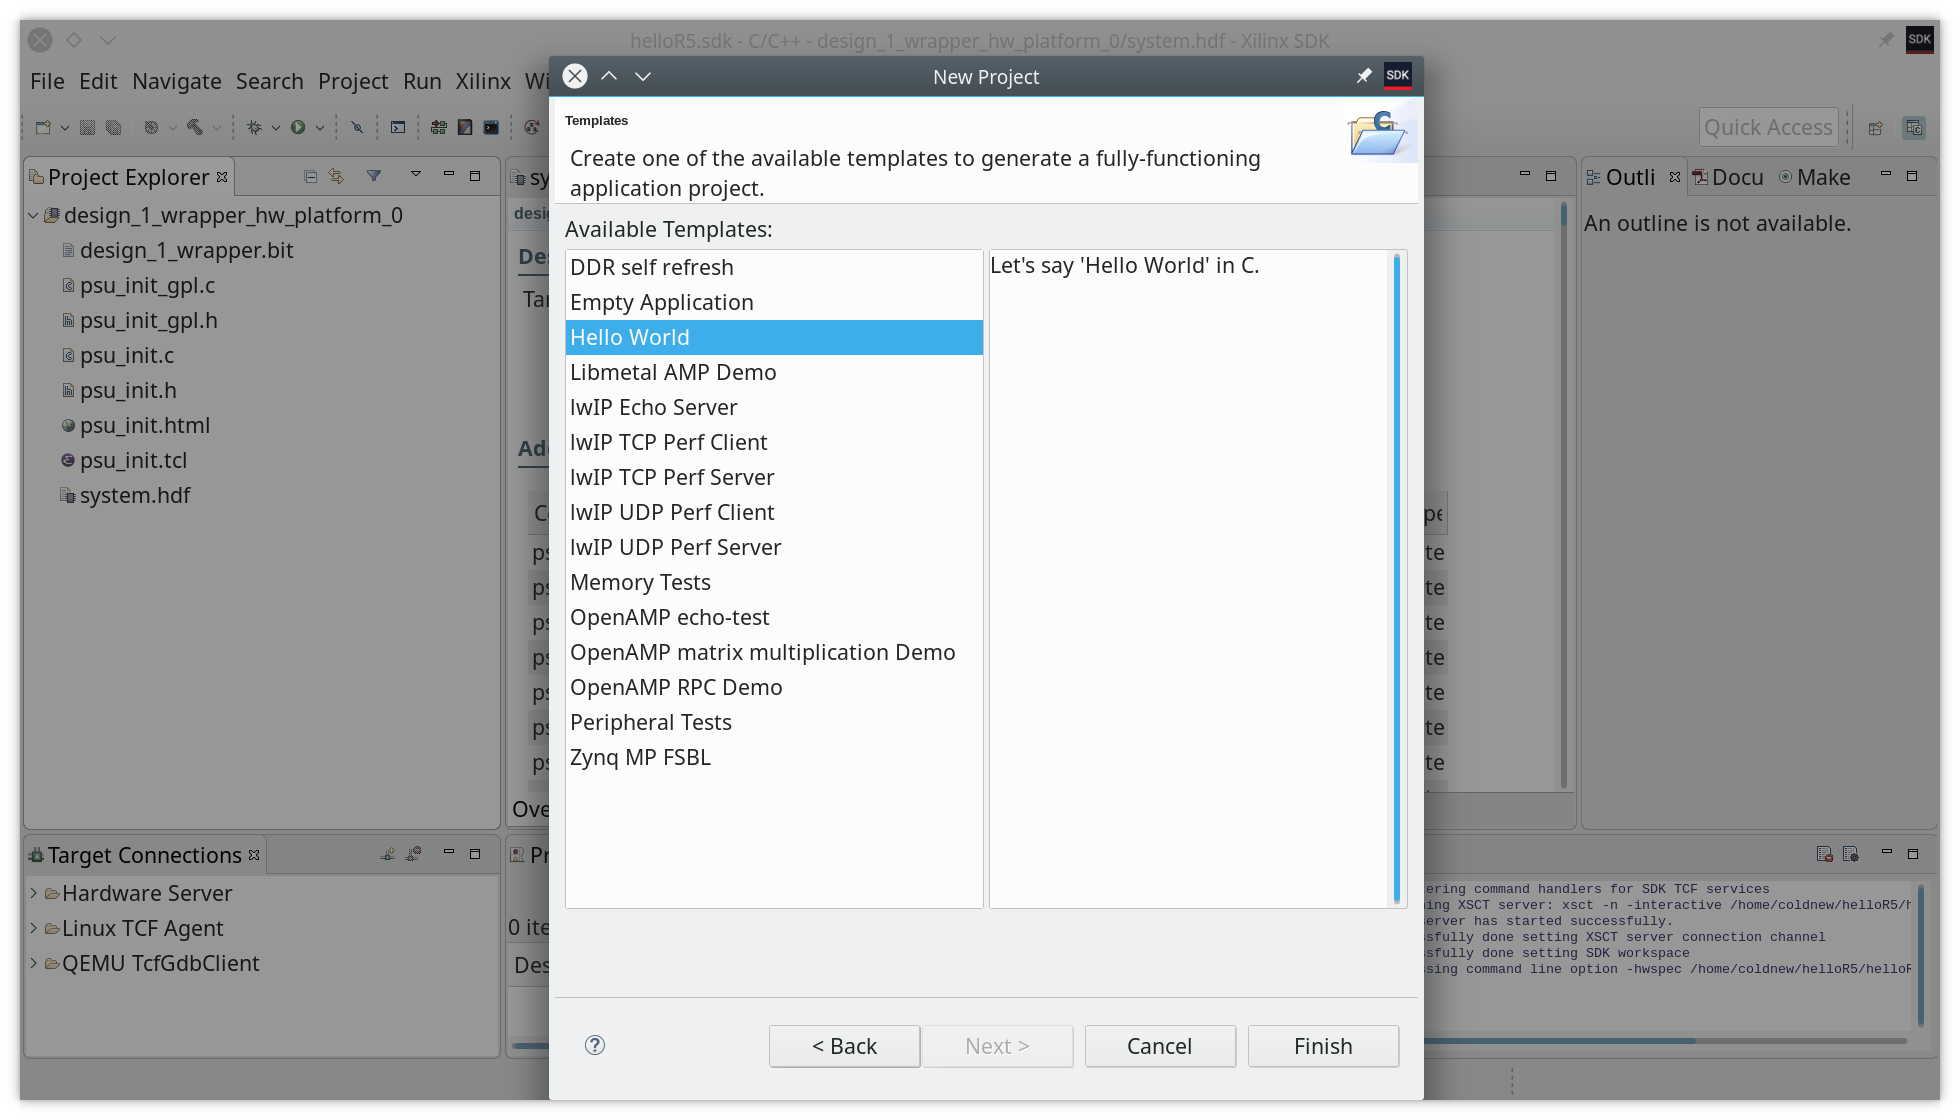 helloR5.sdk - C/C++ - design_1_wrapper_hw_platform_0/system.hdf - Xilinx SDK
SDK
File Edit Navigate Search Project Run Xilinx
New Project
SDK
Templates
Create one of the available templates to generate a fully-functioning
application project.
Quick Access
Project Explorer
design_1_wrapper_hw_platform_0
design_1_wrapper.bit
psu_init_gpl.c
psu_init_gpl.h
psu_init.c
psu_init.h
psu_init.html
psu_init.tcl
system.hdf
Available Templates:
DDR self refresh
Empty Application
Hello World
Libmetal AMP Demo
lwIP Echo Server
lwIP TCP Perf Client
lwIP TCP Perf Server
lwIP UDP Perf Client
lwIP UDP Perf Server
Memory Tests
OpenAMP echo-test
OpenAMP matrix multiplication Demo
OpenAMP RPC Demo
Peripheral Tests
Zynq MP FSBL
Let's say 'Hello World' in C.
Outli Docu Make
An outline is not available.
Target Connections
Hardware Server
Linux TCF Agent
QEMU TcfGdbClient
command handlers for SDK TCF services
XSCT server: xsct -n -interactive /home/coldnew/helloR5/
has started successfully.
done setting XSCT server connection channel
done setting SDK workspace
command line option -hwspec /home/coldnew/helloR5/helloR
< Back
Next >
Cancel
Finish